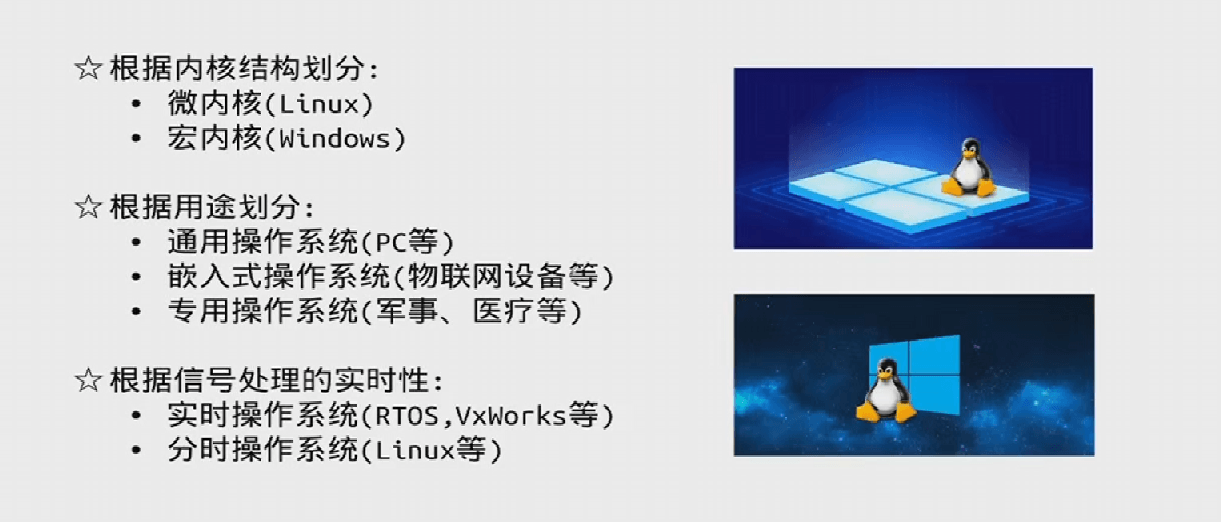 ☆根据内核结构划分:
• 微内核(Linux)
• 宏内核(Windows)
☆根据用途划分:
• 通用操作系统(PC等)
• 嵌入式操作系统(物联网设备等)
• 专用操作系统(军事、医疗等)
☆根据信号处理的实时性:
• 实时操作系统(RTOS,VxWorks等)
• 分时操作系统(Linux等)